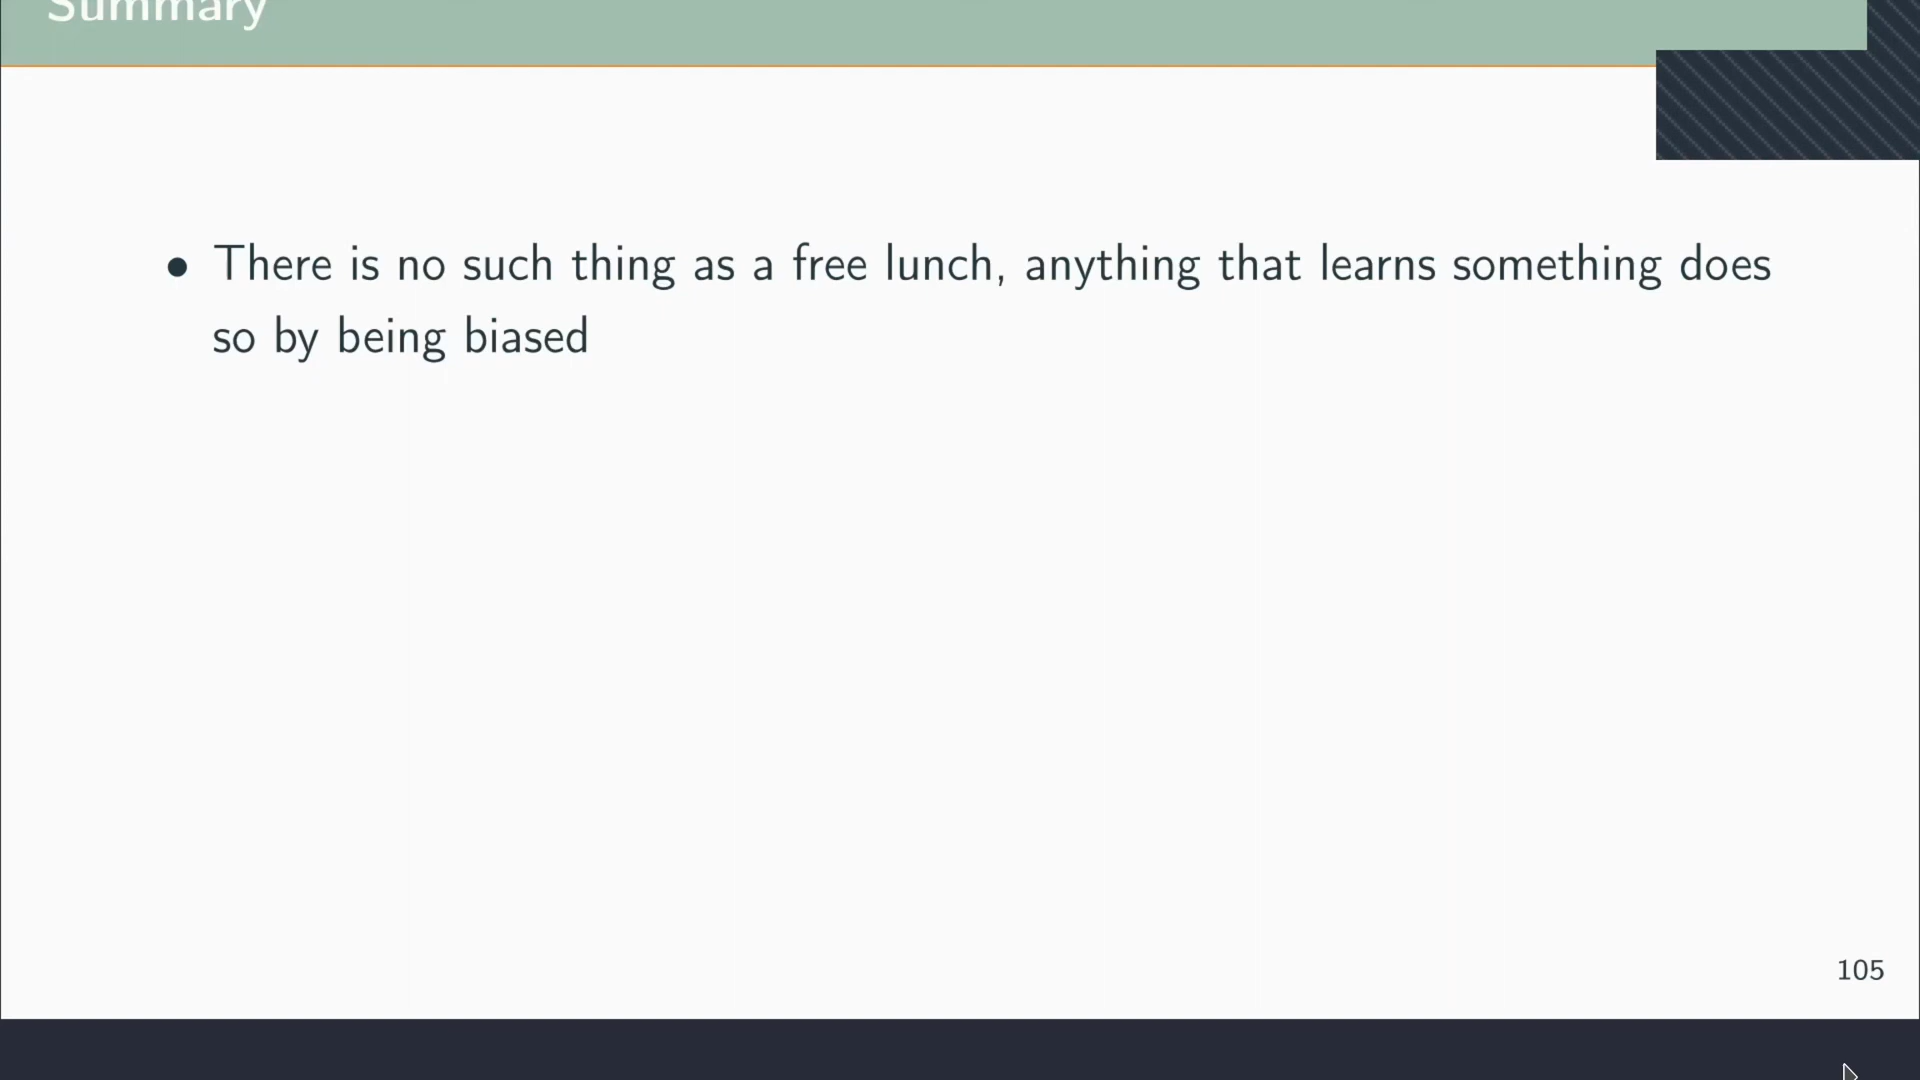 Summary
• There is no such thing as a free lunch, anything that learns something does
so by being biased
105